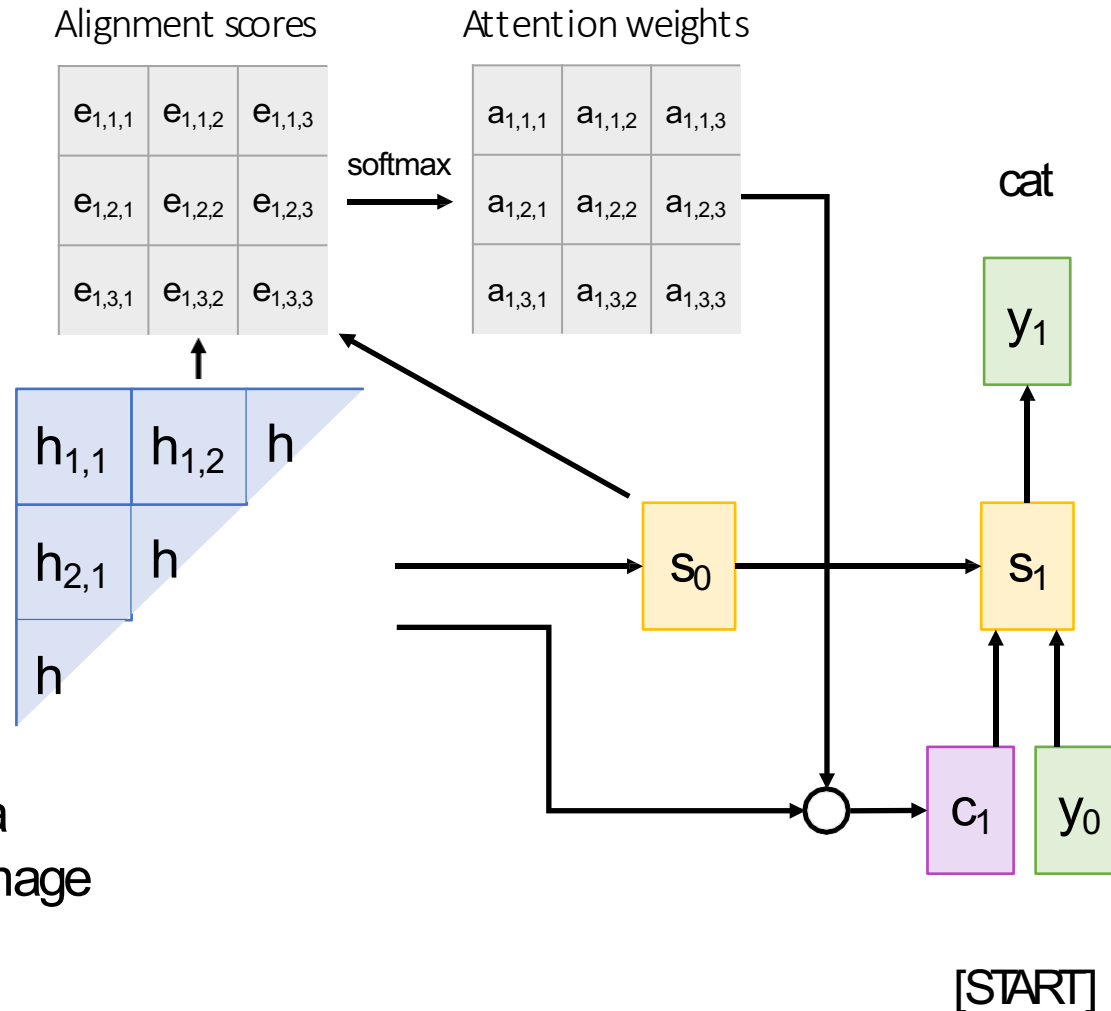 Alignment scores
Attention weights
e1,1,1 e1,1,2 e1,1,3
e1,2,1 e1,2,2 e1,2,3
e1,3,1 e1,3,2 e1,3,3
softmax
a1,1,1 a1,1,2 a1,1,3
a1,2,1 a1,2,2 a1,2,3
a1,3,1 a1,3,2 a1,3,3
cat
y1
h1,1 h1,2 h
h2,1 h
h
s0
s1
c1
y0
a
mage
[START]